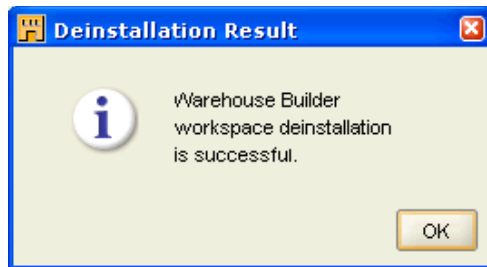 Deinstallation Result
Warehouse Builder
workspace deinstallation
is successful.
OK